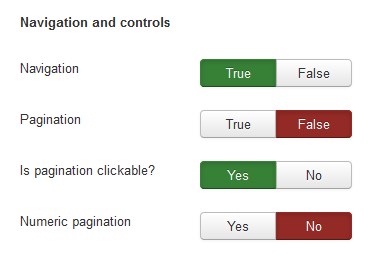 Navigation and controls
Navigation True False
Pagination True False
Is pagination clickable? Yes No
Numeric pagination Yes No